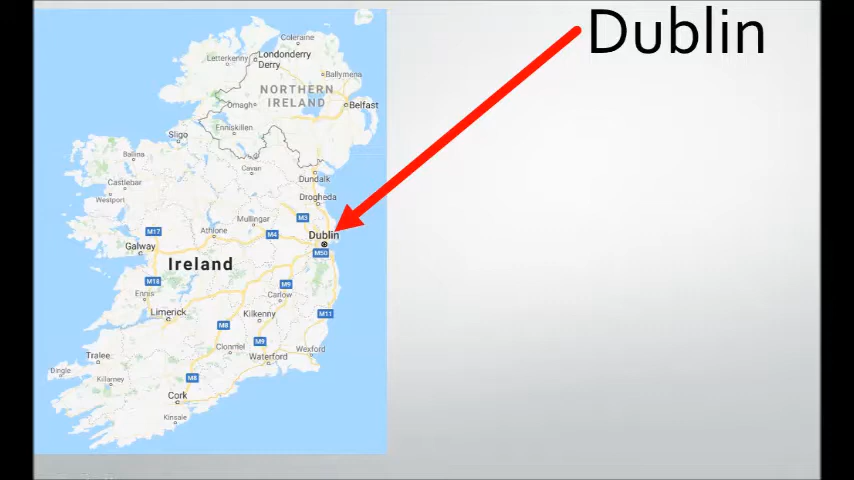 Dublin
Coleraine
Letterkenny
Londonderry
Derry
Ballymena
NORTHERN
IRELAND
Omagh
Belfast
Enniskillen
Sligo
Ballina
Cavan
Dundalk
Castlebar
Westport
Drogheda
M3
Mullingar
M17
Athlone
M4
Dublin
Galway
M50
Ireland
M18
M9
Ennis
Carlow
Limerick
Kilkenny
M11
M8
M9
Clonmel
Wexford
Tralee
Waterford
Dingle
Killarney
M8
Cork
Kinsale